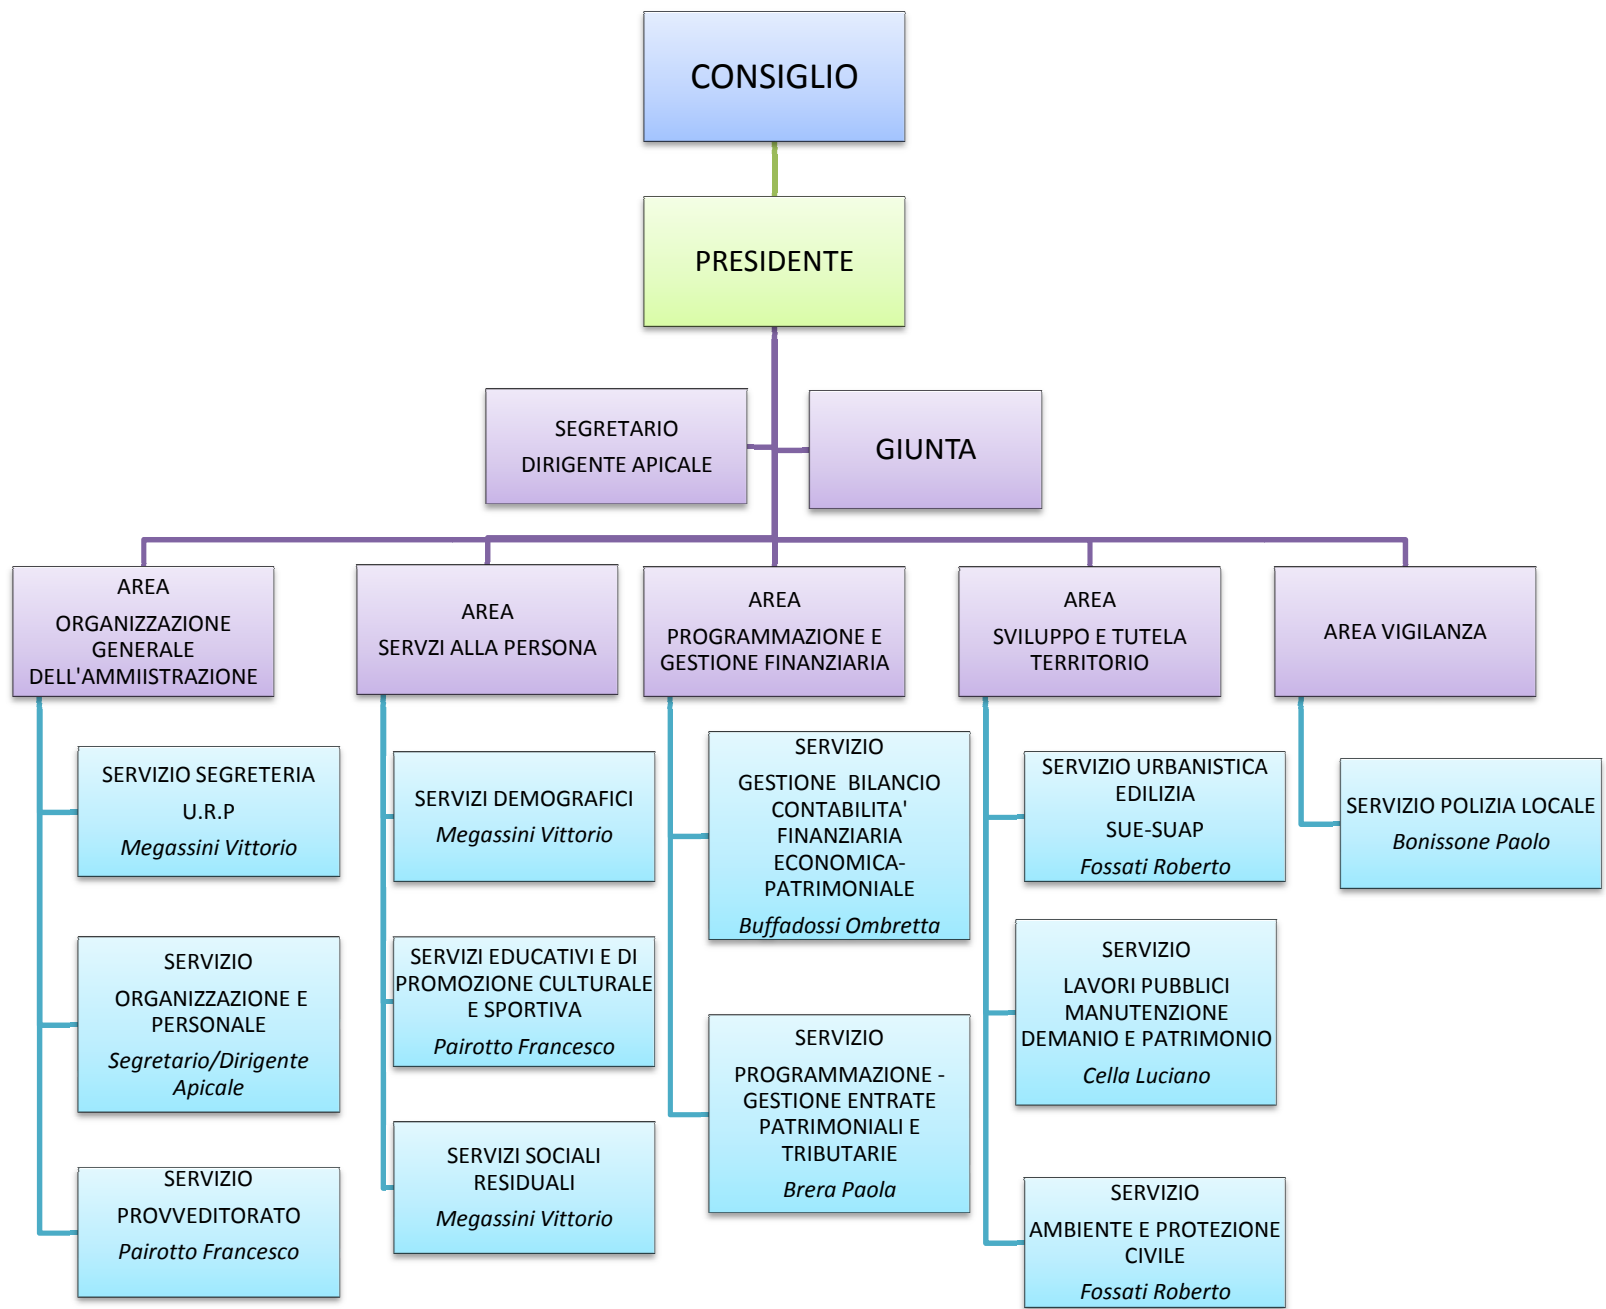 CONSIGLIO
PRESIDENTE
SEGRETARIO
DIRIGENTE APICALE
GIUNTA
AREA
ORGANIZZAZIONE
GENERALE
DELL'AMMIISTRAZIONE
AREA
SERVZI ALLA PERSONA
AREA
PROGRAMMAZIONE E
GESTIONE FINANZIARIA
AREA
SVILUPPO E TUTELA
TERRITORIO
AREA VIGILANZA
SERVIZIO SEGRETERIA
U.R.P
Megassini Vittorio
SERVIZIO
ORGANIZZAZIONE E
PERSONALE
Segretario/Dirigente
Apicale
SERVIZIO
PROVVEDITORATO
Pairotto Francesco
SERVIZI DEMOGRAFICI
Megassini Vittorio
SERVIZI EDUCATIVI E DI
PROMOZIONE CULTURALE
E SPORTIVA
Pairotto Francesco
SERVIZI SOCIALI
RESIDUALI
Megassini Vittorio
SERVIZIO
GESTIONE  BILANCIO
CONTABILITA'
FINANZIARIA
ECONOMICA-
PATRIMONIALE
Buffadossi Ombretta
SERVIZIO
PROGRAMMAZIONE -
GESTIONE ENTRATE
PATRIMONIALI E
TRIBUTARIE
Brera Paola
SERVIZIO URBANISTICA
EDILIZIA
SUE-SUAP
Fossati Roberto
SERVIZIO
LAVORI PUBBLICI
MANUTENZIONE
DEMANIO E PATRIMONIO
Cella Luciano
SERVIZIO
AMBIENTE E PROTEZIONE
CIVILE
Fossati Roberto
SERVIZIO POLIZIA LOCALE
Bonissone Paolo